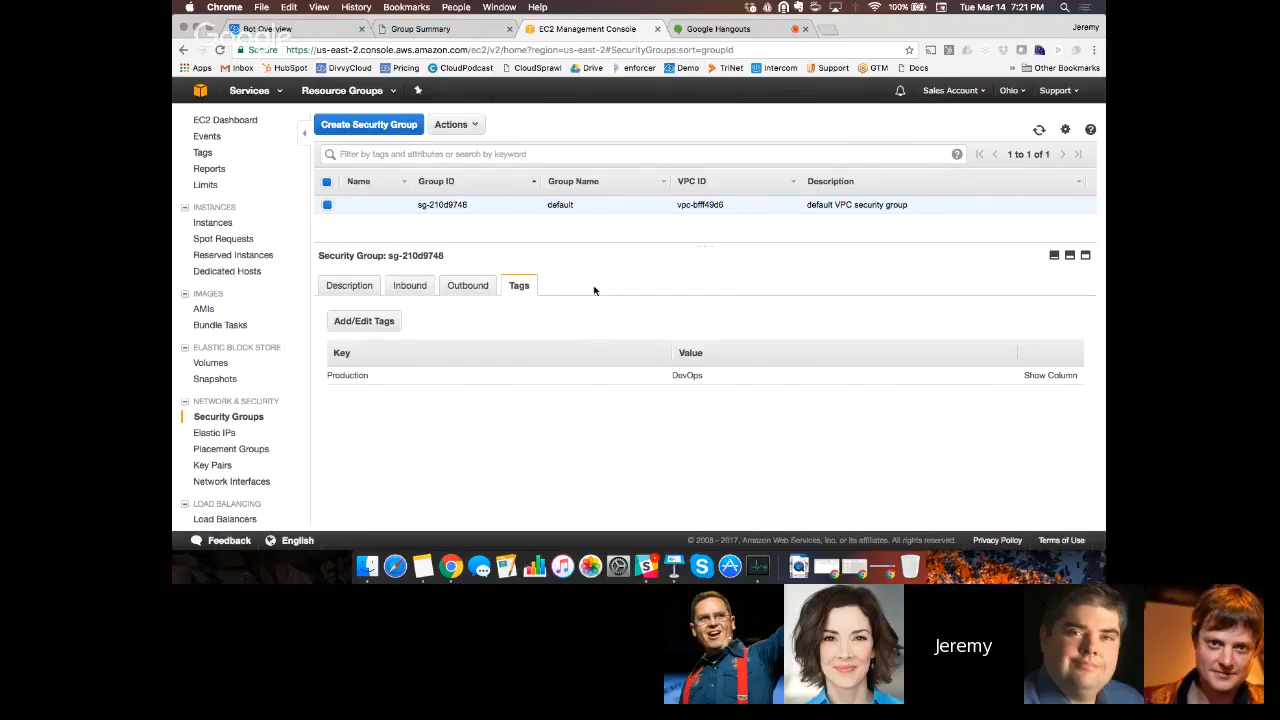 Chrome File Edit View History Bookmarks People Window Help 100% Tue Mar 14 7:21 PM
Google
Bot Overview Group Summary EC2 Management Console Google Hangouts Jeremy
Secure https://us-east-2.console.aws.amazon.com/ec2/v2/home?region=us-east-2#SecurityGroups:sort=groupId
Apps Inbox HubSpot DivvyCloud Pricing CloudPodcast CloudSprawl Drive enforcer Demo TriNet Intercom Support GTM Docs » Other Bookmarks
Services Resource Groups Sales Account Ohio Support
EC2 Dashboard
Events
Tags
Reports
Limits
INSTANCES
Instances
Spot Requests
Reserved Instances
Dedicated Hosts
IMAGES
AMIs
Bundle Tasks
ELASTIC BLOCK STORE
Volumes
Snapshots
NETWORK & SECURITY
Security Groups
Elastic IPs
Placement Groups
Key Pairs
Network Interfaces
LOAD BALANCING
Load Balancers
Create Security Group Actions
Filter by tags and attributes or search by keyword 1 to 1 of 1
Name Group ID Group Name VPC ID Description
sg-210d9748 default vpc-bfff49d6 default VPC security group
Security Group: sg-210d9748
Description Inbound Outbound Tags
Add/Edit Tags
Key Value
Production DevOps Show Column
Feedback English © 2008 - 2017, Amazon Web Services, Inc. or its affiliates. All rights reserved. Privacy Policy Terms of Use
Jeremy